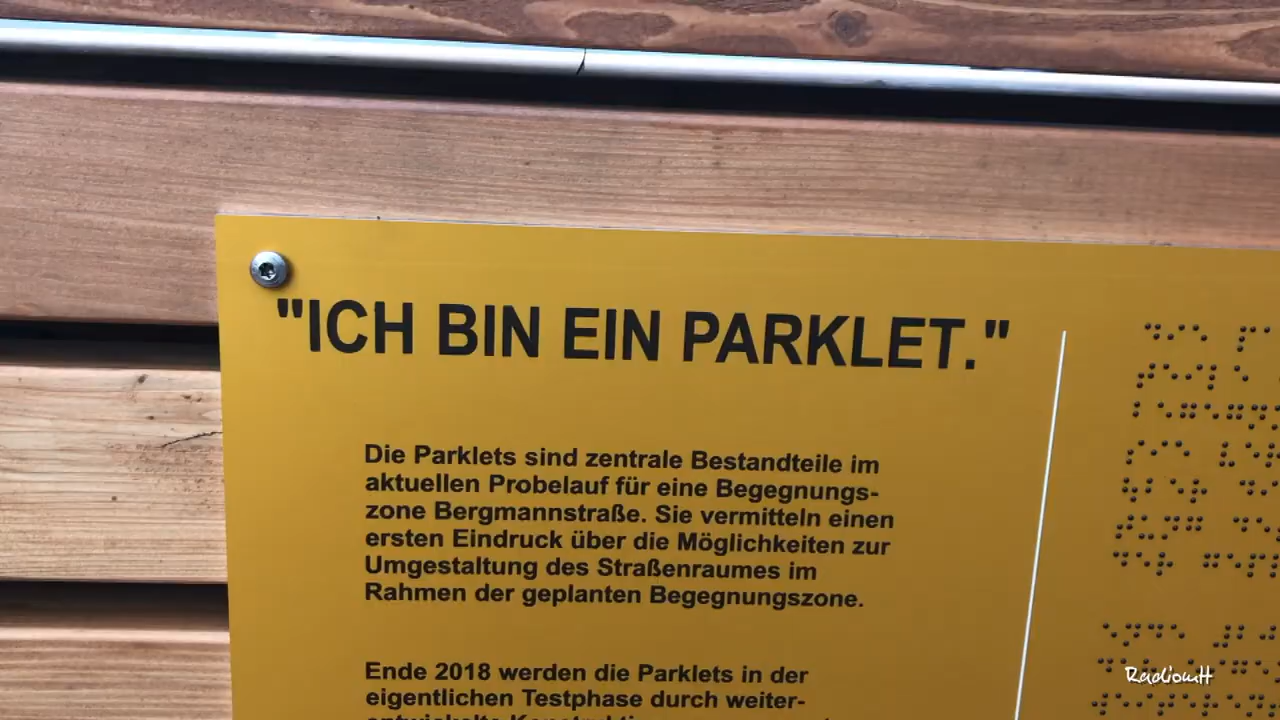 "ICH BIN EIN PARKLET."
Die Parklets sind zentrale Bestandteile im
aktuellen Probelauf für eine Begegnungs-
zone Bergmannstraße. Sie vermitteln einen
ersten Eindruck über die Möglichkeiten zur
Umgestaltung des Straßenraumes im
Rahmen der geplanten Begegnungszone.
Ende 2018 werden die Parklets in der
eigentlichen Testphase durch weiter-
RadiomH